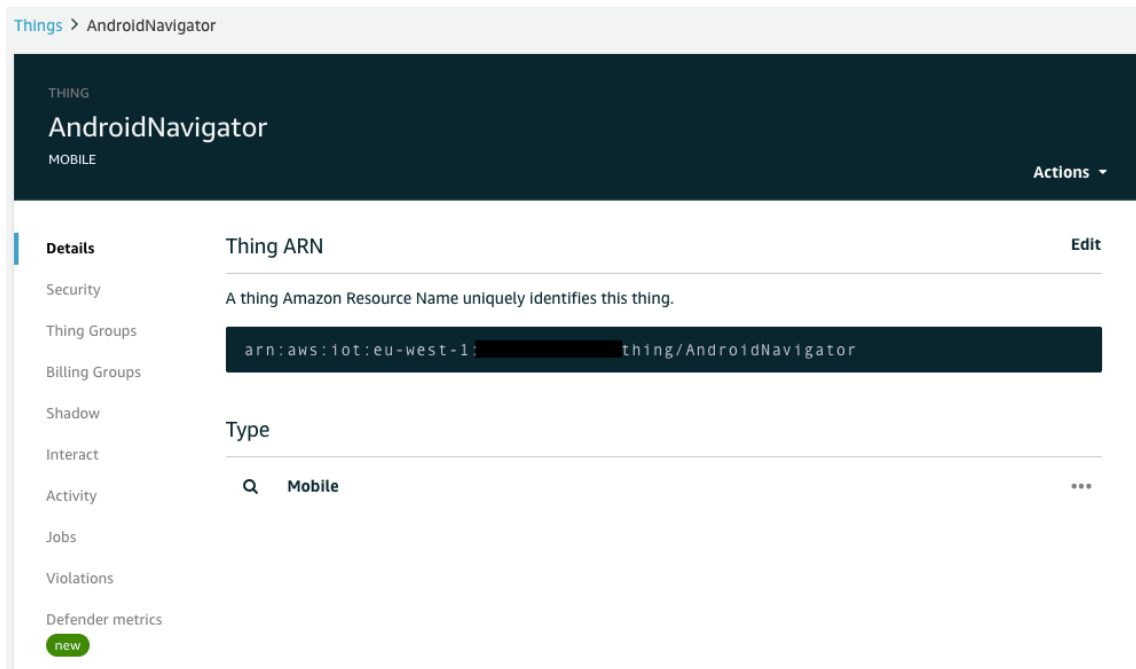 Things > AndroidNavigator
THING
AndroidNavigator
MOBILE
Actions
Details
Security
Thing Groups
Billing Groups
Shadow
Interact
Activity
Jobs
Violations
Defender metrics
new
Thing ARN
Edit
A thing Amazon Resource Name uniquely identifies this thing.
arn:aws:iot:eu-west-1: thing/AndroidNavigator
Type
Mobile